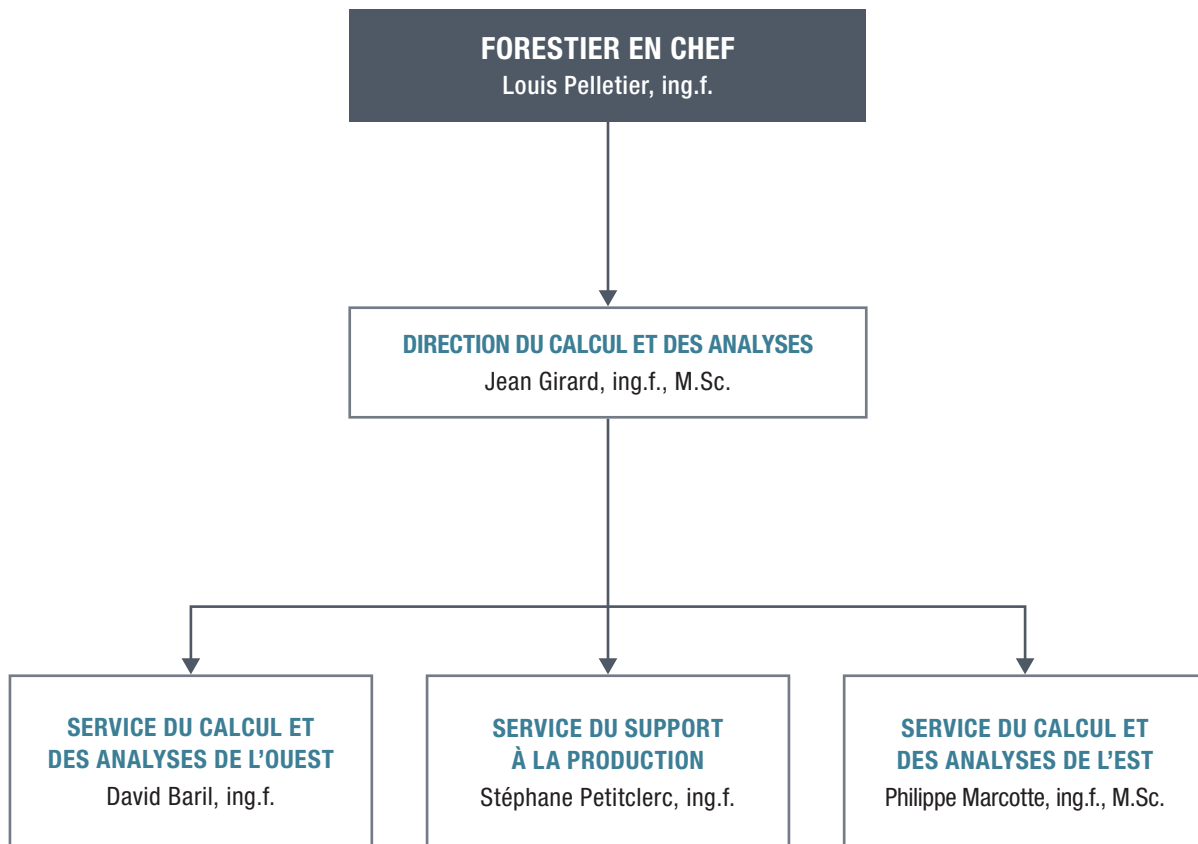 FORESTIER EN CHEF
Louis Pelletier, ing.f.
DIRECTION DU CALCUL ET DES ANALYSES
Jean Girard, ing.f., M.Sc.
SERVICE DU CALCUL ET
DES ANALYSES DE L’OUEST
David Baril, ing.f.
SERVICE DU SUPPORT
À LA PRODUCTION
Stéphane Petitclerc, ing.f.
SERVICE DU CALCUL ET
DES ANALYSES DE L’EST
Philippe Marcotte, ing.f., M.Sc.